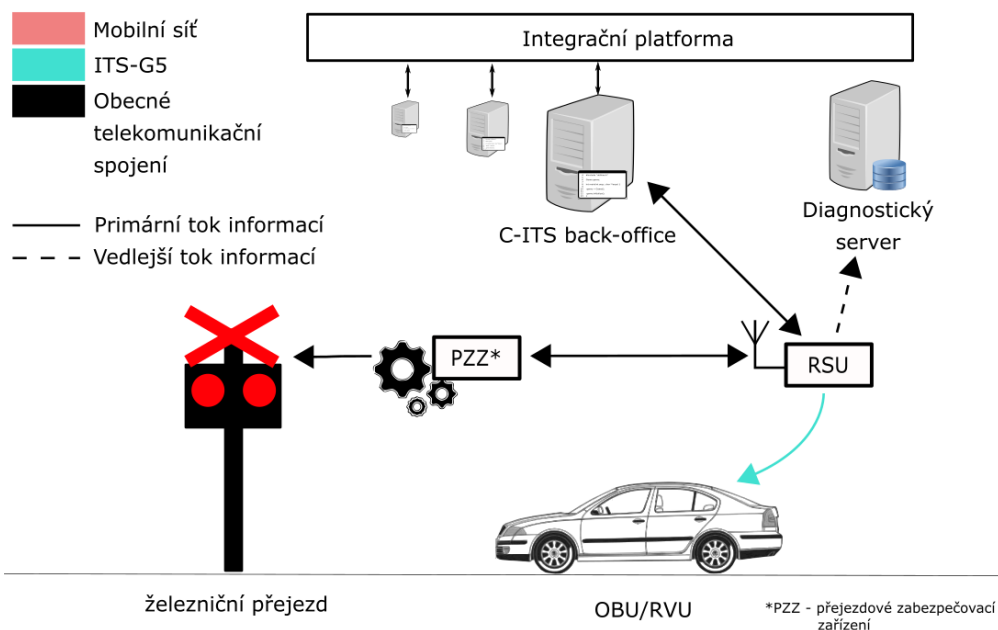 Mobilní síť
ITS-G5
Obecné
telekomunikační
spojení
Primární tok informací
Vedlejší tok informací
Integrační platforma
C-ITS back-office
Diagnostický
server
PZZ*
RSU
železniční přejezd
OBU/RVU
*PZZ - přejezdové zabezpečovací
zařízení